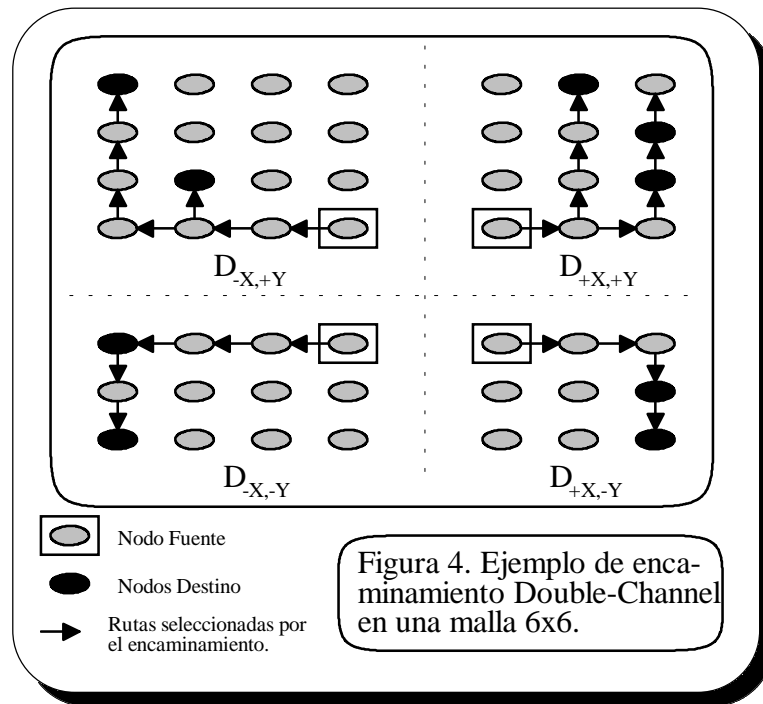 D-X,+Y
D+X,+Y
D-X,-Y
D+X,-Y
Nodo Fuente
Nodos Destino
Rutas seleccionadas por
el encaminamiento.
Figura 4. Ejemplo de enca-
minamiento Double-Channel
en una malla 6x6.